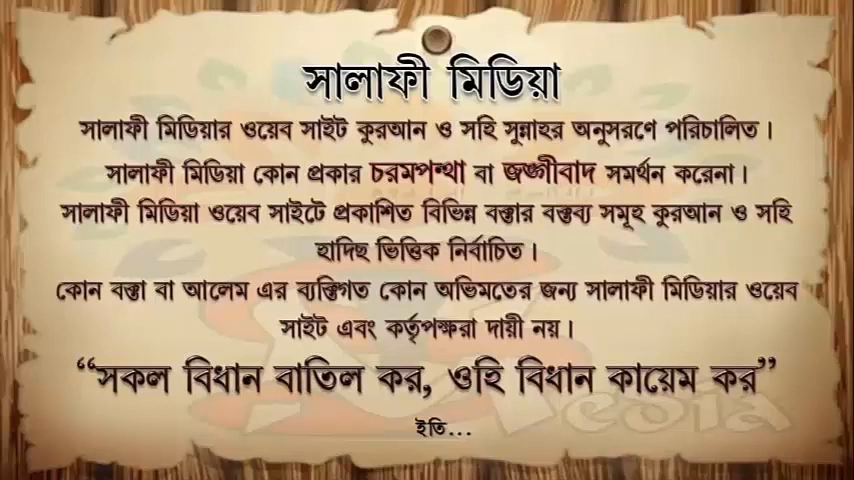 সালাফী মিডিয়া
সালাফী মিডিয়ার ওয়েব সাইট কুরআন ও সহি সুন্নাহর অনুসরণে পরিচালিত।
সালাফী মিডিয়া কোন প্রকার চরমপন্থা বা জঙ্গীবাদ সমর্থন করেনা।
সালাফী মিডিয়া ওয়েব সাইটে প্রকাশিত বিভিন্ন বক্তার বক্তব্য সমূহ কুরআন ও সহি
হাদিছ ভিত্তিক নির্বাচিত।
কোন বক্তা বা আলেম এর ব্যক্তিগত কোন অভিমতের জন্য সালাফী মিডিয়ার ওয়েব
সাইট এবং কর্তৃপক্ষরা দায়ী নয়।
“সকল বিধান বাতিল কর, ওহি বিধান কায়েম কর”
ইতি...